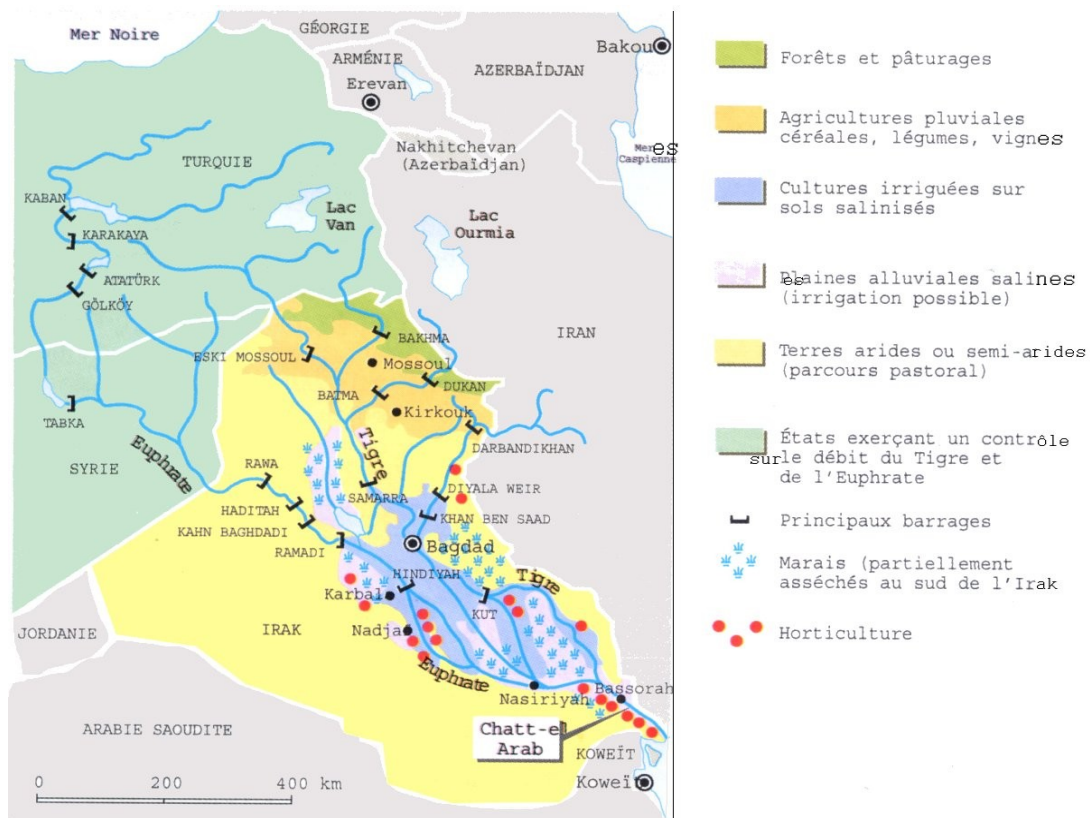 Mer Noire
GÉORGIE
Bakou
ARMÉNIE
Erevan
AZERBAÏDJAN
Nakhitchevan
(Azerbaïdjan)
Mer es
Caspienne
TURQUIE
KABAN
Lac
Van
Lac
Ourmia
KARAKAYA
ATATÜRK
GÖLKÖY
IRAN
BAKHMA
ESKI MOSSOUL
Mossoul
DUKAN
BATMA
Kirkouk
TABKA
DARBANDIKHAN
Euphrate
Tigre
SYRIE
RAWA
DIYALA WEIR
SAMARRA
HADITAH
KHAN BEN SAAD
KAHN BAGHDADI
RAMADI
Bagdad
HINDIYAH
Tigre
Karbal
KUT
JORDANIE
IRAK
Nadja
Euphrate
Nasiriyah
Bassorah
ARABIE SAOUDITE
Chatt-el
Arab
KOWEÏT
Koweït
0 200 400 km
Forêts et pâturages
Agricultures pluviales
céréales, légumes, vignes
Cultures irriguées sur
sols salinisés
es
Plaines alluviales salines
(irrigation possible)
Terres arides ou semi-arides
(parcours pastoral)
États exerçant un contrôle
sur le débit du Tigre et
de l'Euphrate
Principaux barrages
Marais (partiellement
asséchés au sud de l'Irak
Horticulture